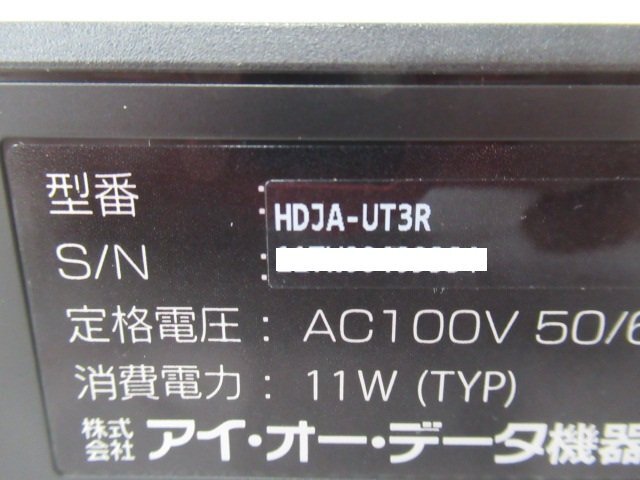 型番 : HDJA-UT3R
S/N :
定格電圧 : AC100V 50/6
消費電力 : 11W (TYP)
株式会社 アイ・オー・データ機器